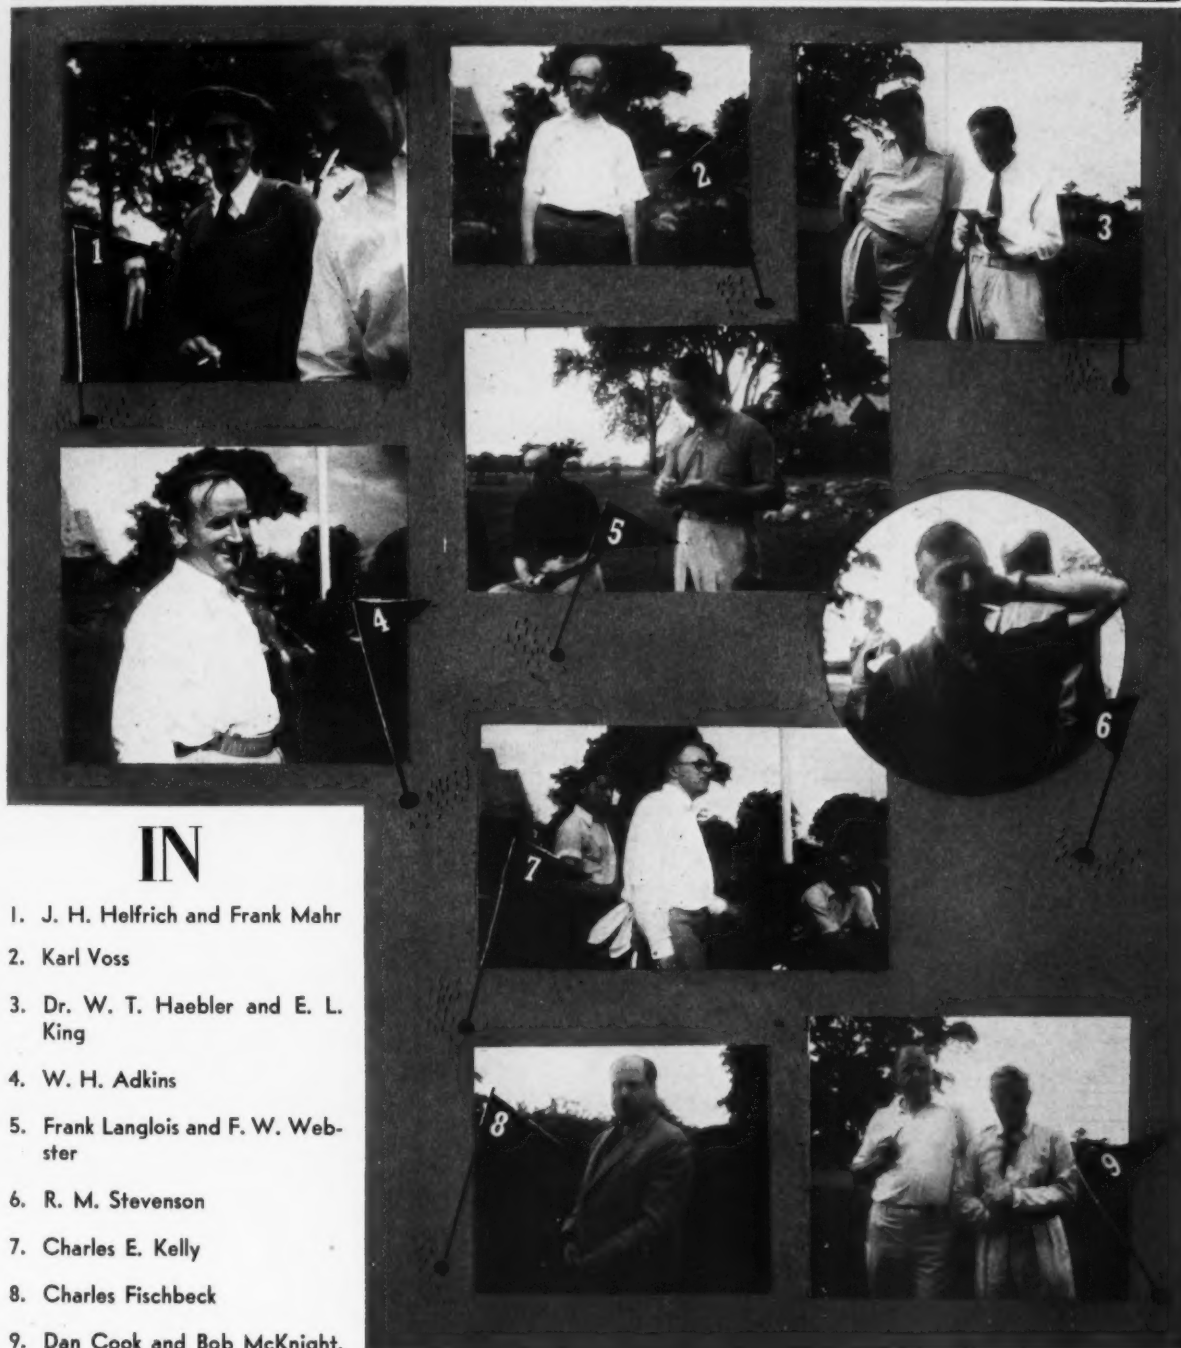 1
2
3
4
5
6
7
8
9
IN
1. J. H. Helfrich and Frank Mahr
2. Karl Voss
3. Dr. W. T. Haebler and E. L.
King
4. W. H. Adkins
5. Frank Langlois and F. W. Web-
ster
6. R. M. Stevenson
7. Charles E. Kelly
8. Charles Fischbeck
9. Dan Cook and Bob McKnight.